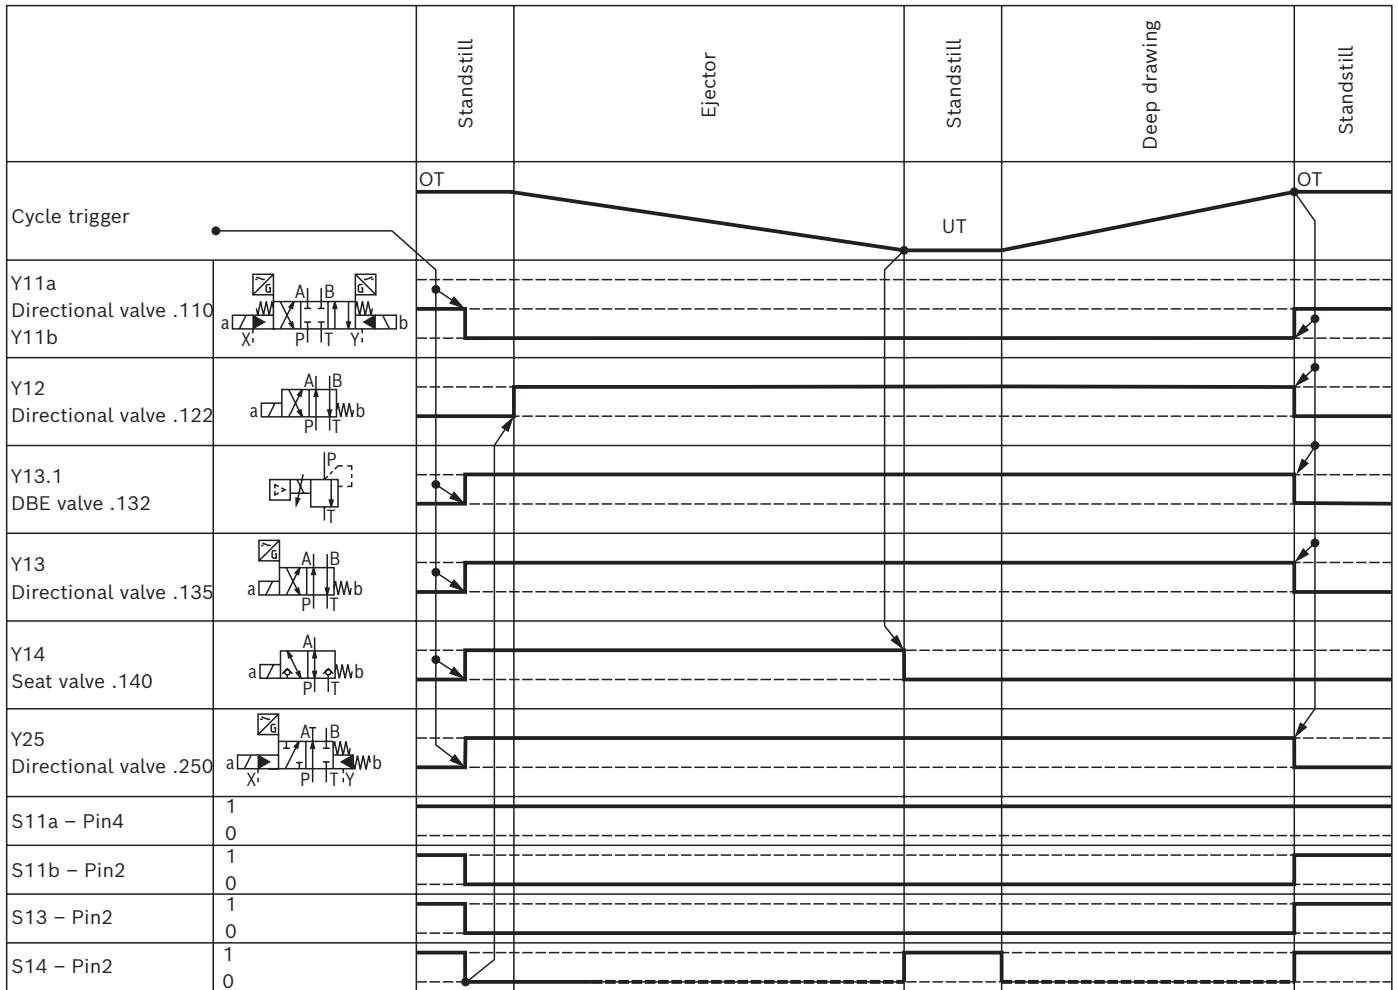 Standstill
Ejector
Standstill
Deep drawing
Standstill
OT
OT
Cycle trigger
UT
Y11a
Directional valve .110
Y11b
A B
a b
X P T Y
G G
Y12
Directional valve .122
A B
a b
P T
Y13.1
DBE valve .132
P
T
Y13
Directional valve .135
G
A B
a b
P T
Y14
Seat valve .140
A
a b
P T
Y25
Directional valve .250
G
A T B
a b
X P T Y
S11a – Pin4
1
0
S11b – Pin2
1
0
S13 – Pin2
1
0
S14 – Pin2
1
0